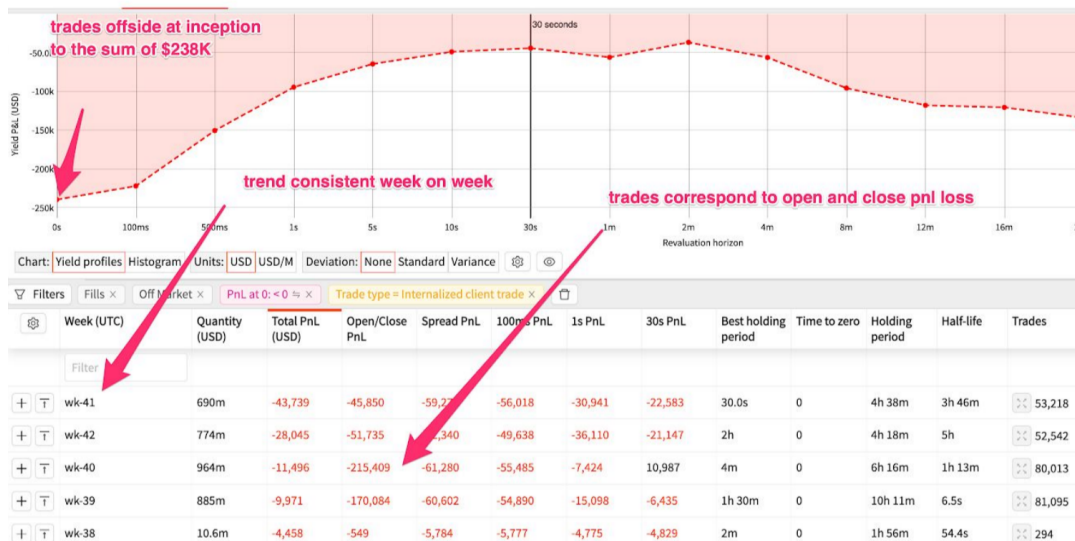 trades offside at inception
to the sum of $238K
30 seconds
-100k
-150k
-200k
-250k
Yield P&L (USD)
trend consistent week on week
trades correspond to open and close pnl loss
0s 100ms 500ms 1s 5s 10s 30s 1m 2m 4m 8m 12m 16m
Revaluation horizon
Chart: Yield profiles Histogram Units: USD USD/M Deviation: None Standard Variance
Filters Fills × Off Market × PnL at 0: < 0 ≒ × Trade type = Internalized client trade ×
Week (UTC) Quantity (USD) Total PnL (USD) Open/Close PnL Spread PnL 100ms PnL 1s PnL 30s PnL Best holding period Time to zero Holding period Half-life Trades
Filter
wk-41 690m -43,739 -45,850 -56,018 -30,941 -22,583 30.0s 0 4h 38m 3h 46m 53,218
wk-42 774m -28,045 -51,735 -49,638 -36,110 -21,147 2h 0 4h 18m 5h 52,542
wk-40 964m -11,496 -215,409 -61,280 -55,485 -7,424 10,987 4m 0 6h 16m 1h 13m 80,013
wk-39 885m -9,971 -170,084 -60,602 -54,890 -15,098 -6,435 1h 30m 0 10h 11m 6.5s 81,095
wk-38 10.6m -4,458 -549 -5,784 -5,777 -4,775 -4,829 2m 0 1h 56m 54.4s 294